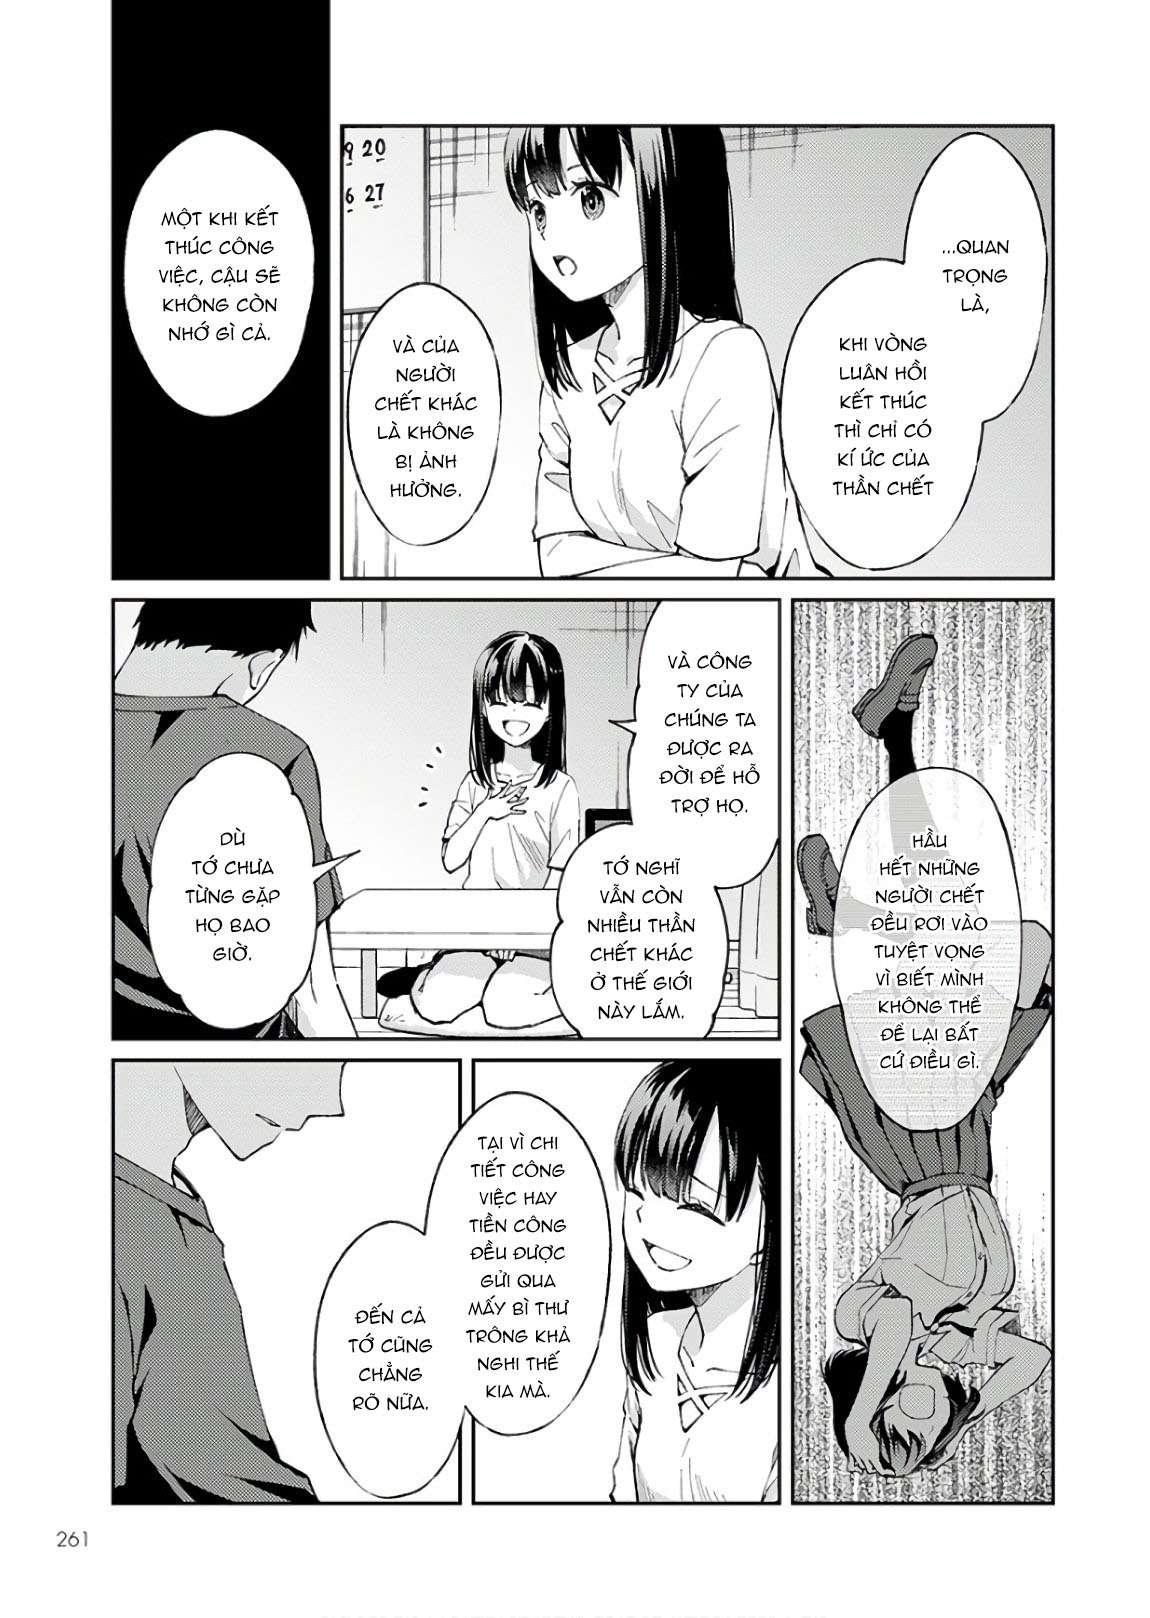 ...QUAN
TRỌNG
LÀ,
KHI VÒNG
LUÂN HỒI
KẾT THÚC
THÌ CHỈ CÓ
KÍ ỨC CỦA
THẦN CHẾT
VÀ CỦA
NGƯỜI
CHẾT KHÁC
LÀ KHÔNG
BỊ ẢNH
HƯỞNG.
9 20
6 27
MỘT KHI KẾT
THÚC CÔNG
VIỆC, CẬU SẼ
KHÔNG CÒN
NHỚ GÌ CẢ.
HẦU
HẾT NHỮNG
NGƯỜI CHẾT
ĐỀU RƠI VÀO
TUYỆT VỌNG
VÌ BIẾT MÌNH
KHÔNG THỂ
ĐỂ LẠI BẤT
CỨ ĐIỀU GÌ.
VÀ CÔNG
TY CỦA
CHÚNG TA
ĐƯỢC RA
ĐỜI ĐỂ HỖ
TRỢ HỌ.
TỚ NGHĨ
VẪN CÒN
NHIỀU THẦN
CHẾT KHÁC
Ở THẾ GIỚI
NÀY LẮM.
DÙ
TỚ CHƯA
TỪNG GẶP
HỌ BAO
GIỜ.
TẠI VÌ CHI
TIẾT CÔNG
VIỆC HAY
TIỀN CÔNG
ĐỀU ĐƯỢC
GỬI QUA
MẤY BÌ THƯ
TRÔNG KHẢ
NGHI THẾ
KIA MÀ.
ĐẾN CẢ
TỚ CŨNG
CHẲNG
RÕ NỮA.
261